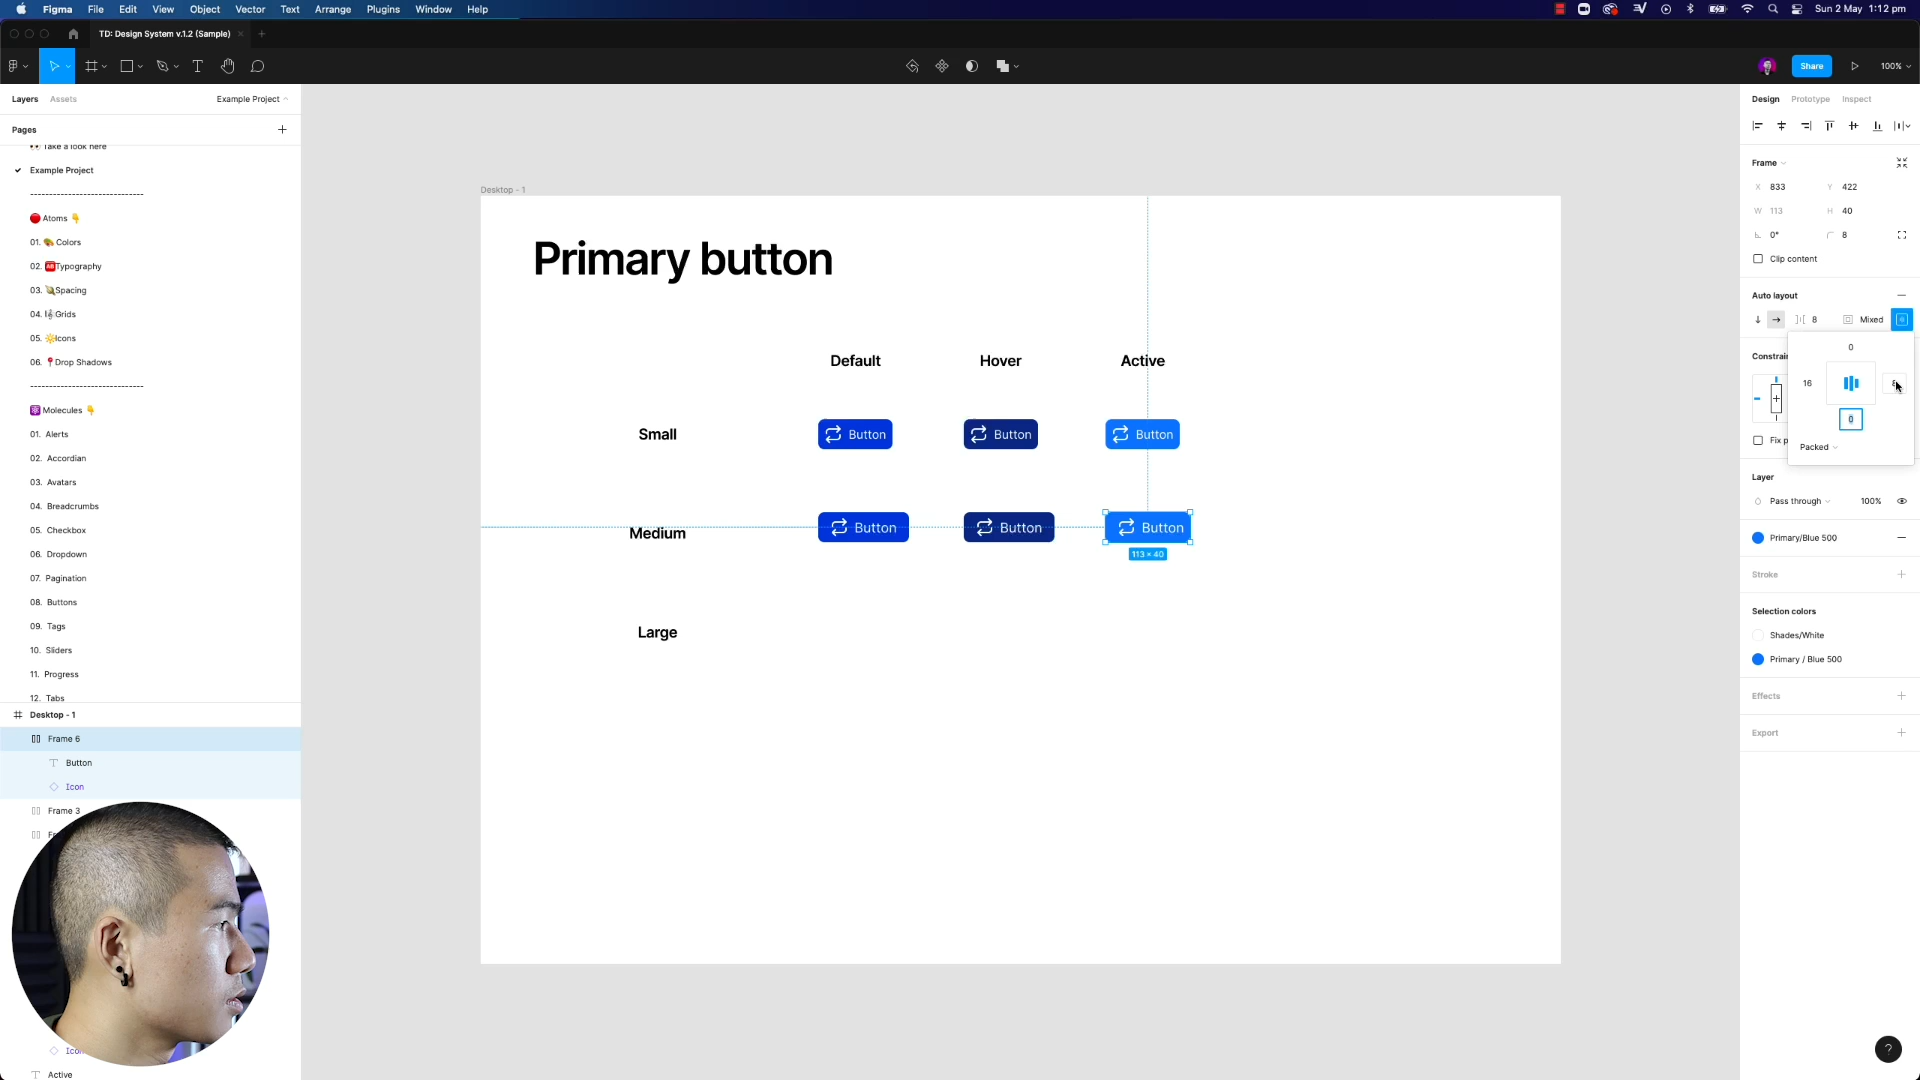 Figma File Edit View Object Vector Text Arrange Plugins Window Help
Sun 2 May 1:12 pm
TD: Design System v.1.2 (Sample)
Share
100%
Layers Assets
Example Project
Design Prototype Inspect
Pages
Take a look here
Example Project
------------------------------
Atoms
01. Colors
02. Typography
03. Spacing
04. Grids
05. Icons
06. Drop Shadows
------------------------------
Molecules
01. Alerts
02. Accordian
03. Avatars
04. Breadcrumbs
05. Checkbox
06. Dropdown
07. Pagination
08. Buttons
09. Tags
10. Sliders
11. Progress
12. Tabs
Desktop - 1
Frame 6
Button
Icon
Frame 3
Active
Desktop - 1
Primary button
Default Hover Active
Small
Button
Button
Button
Medium
Button
Button
Button
113 × 40
Large
Frame
X 833 Y 422
W 113 H 40
0° 8
Clip content
Auto layout
8 Mixed
0
16
0
Packed
Layer
Pass through 100%
Primary/Blue 500
Stroke
Selection colors
Shades/White
Primary / Blue 500
Effects
Export
?